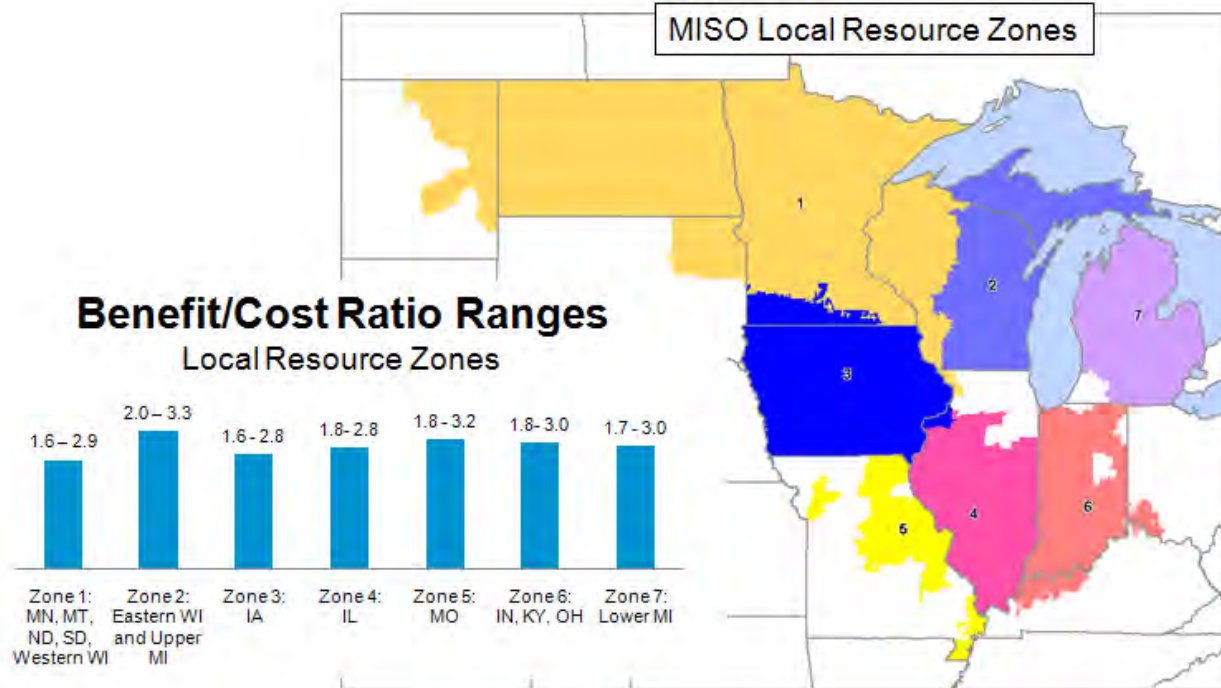 MISO Local Resource Zones
1
2
7
3
4
5
6
Benefit/Cost Ratio Ranges
Local Resource Zones
1.6 – 2.9
2.0 – 3.3
1.6 - 2.8
1.8 - 2.8
1.8 - 3.2
1.8 - 3.0
1.7 - 3.0
Zone 1:
MN, MT,
ND, SD,
Western WI
Zone 2:
Eastern WI
and Upper
MI
Zone 3:
IA
Zone 4:
IL
Zone 5:
MO
Zone 6:
IN, KY, OH
Zone 7:
Lower MI